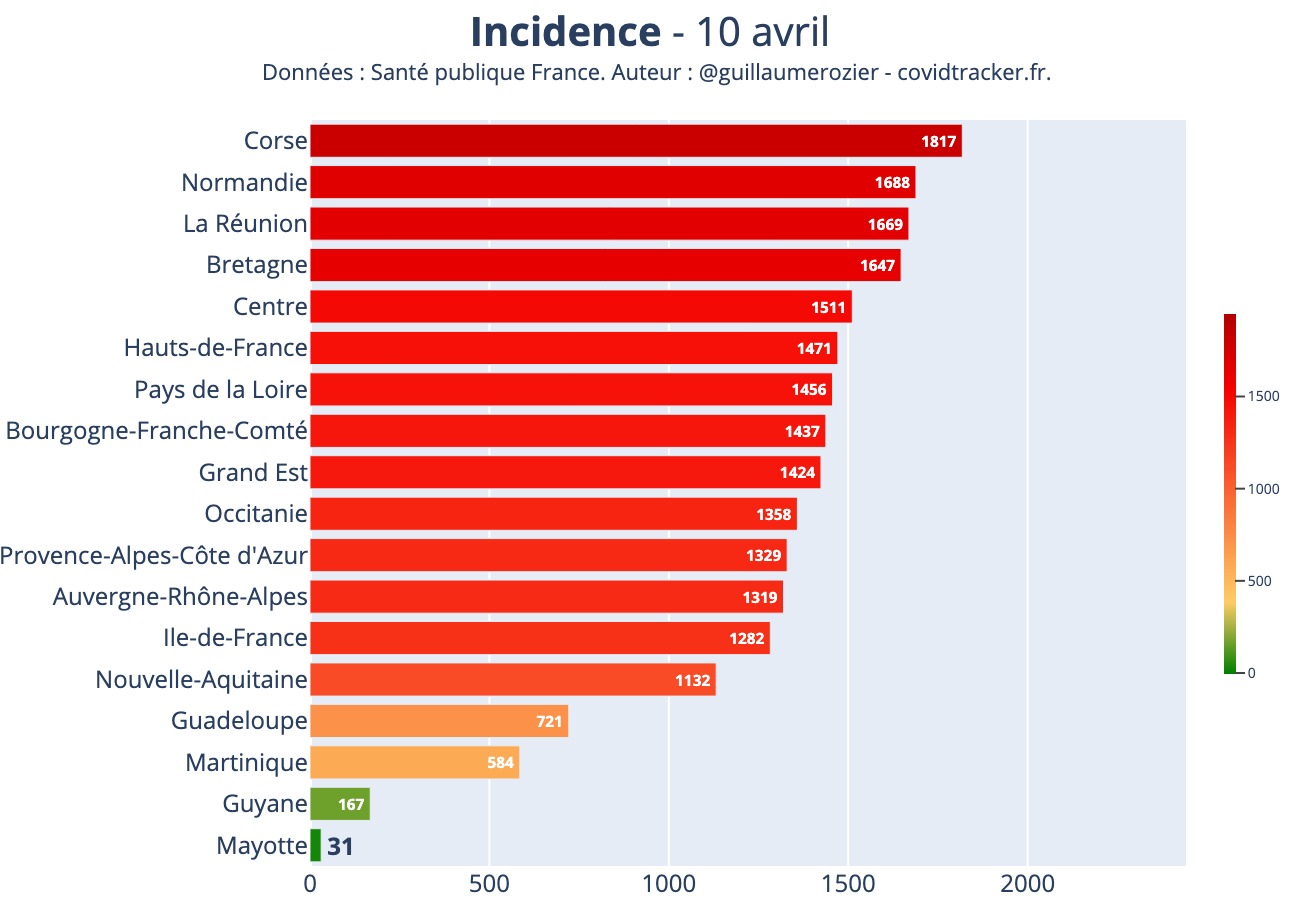 Incidence - 10 avril
Données : Santé publique France. Auteur : @guillaumerozier - covidtracker.fr.
Corse 1817
Normandie 1688
La Réunion 1669
Bretagne 1647
Centre 1511
Hauts-de-France 1471
Pays de la Loire 1456
Bourgogne-Franche-Comté 1437
Grand Est 1424
Occitanie 1358
Provence-Alpes-Côte d'Azur 1329
Auvergne-Rhône-Alpes 1319
Ile-de-France 1282
Nouvelle-Aquitaine 1132
Guadeloupe 721
Martinique 584
Guyane 167
Mayotte 31
0 500 1000 1500 2000
1500
1000
500
0